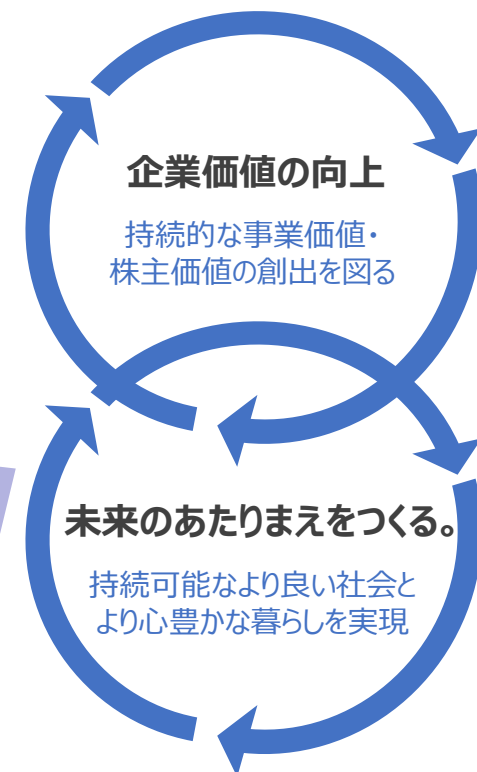 企業価値の向上
持続的な事業価値・
株主価値の創出を図る
未来のあたりまえをつくる。
持続可能なより良い社会と
より心豊かな暮らしを実現